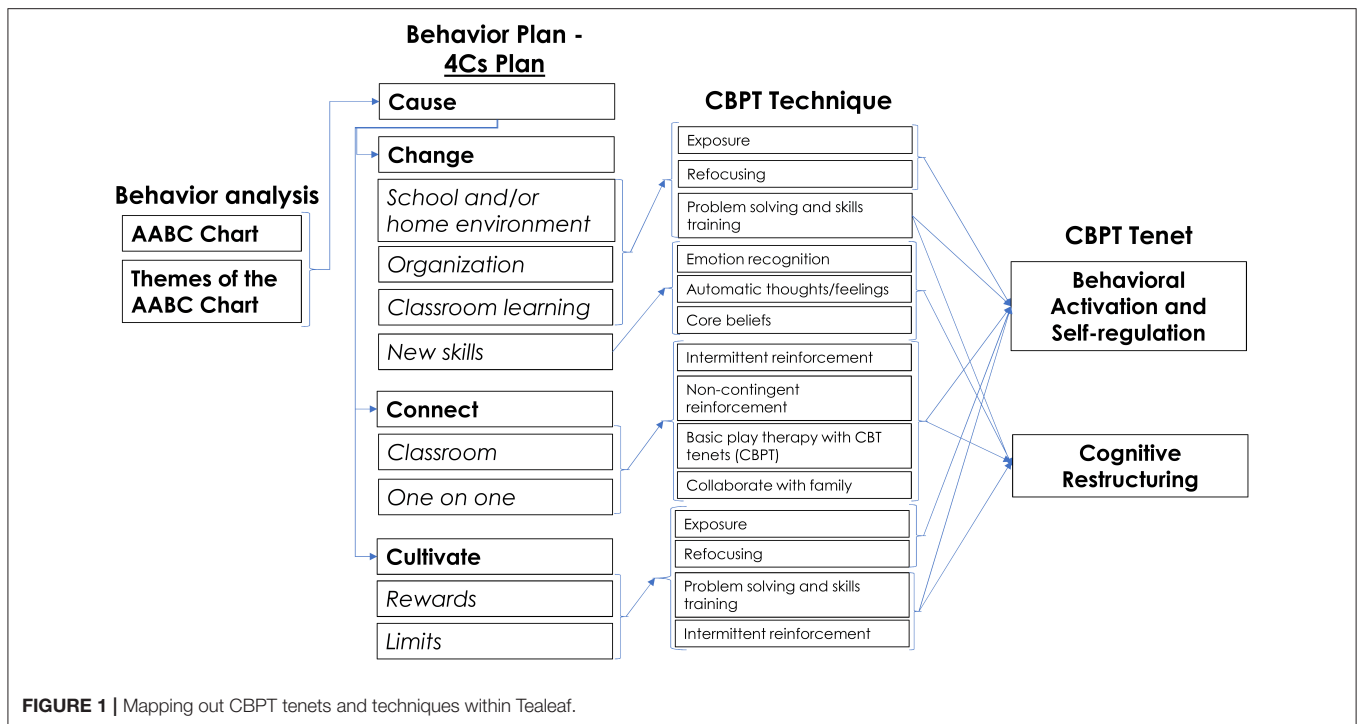 Behavior analysis
AABC Chart
Themes of the
AABC Chart
Behavior Plan -
4Cs Plan
Cause
Change
School and/or
home environment
Organization
Classroom learning
New skills
Connect
Classroom
One on one
Cultivate
Rewards
Limits
CBPT Technique
Exposure
Refocusing
Problem solving and skills
training
Emotion recognition
Automatic thoughts/feelings
Core beliefs
Intermittent reinforcement
Non-contingent
reinforcement
Basic play therapy with CBT
tenets (CBPT)
Collaborate with family
Exposure
Refocusing
Problem solving and skills
training
Intermittent reinforcement
CBPT Tenet
Behavioral
Activation and
Self-regulation
Cognitive
Restructuring
FIGURE 1 | Mapping out CBPT tenets and techniques within Tealeaf.